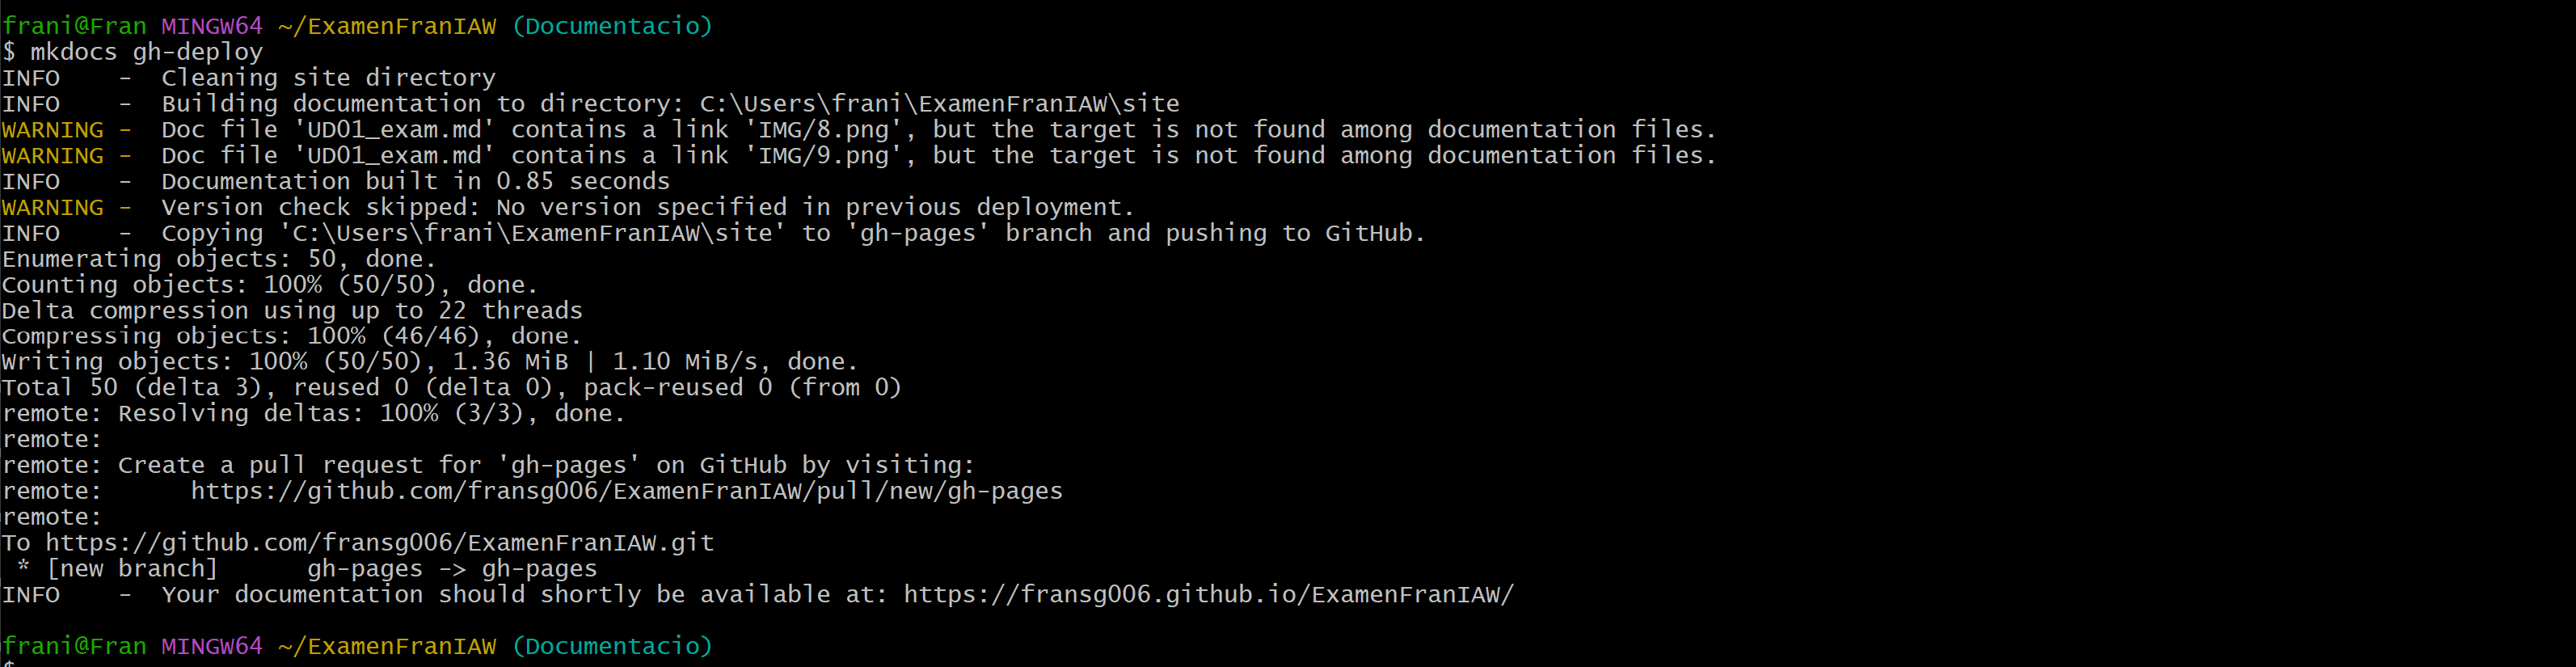 frani@Fran MINGW64 ~/ExamenFranIAW (Documentacio)
$ mkdocs gh-deploy
INFO    -  Cleaning site directory
INFO    -  Building documentation to directory: C:\Users\frani\ExamenFranIAW\site
WARNING -  Doc file 'UD01_exam.md' contains a link 'IMG/8.png', but the target is not found among documentation files.
WARNING -  Doc file 'UD01_exam.md' contains a link 'IMG/9.png', but the target is not found among documentation files.
INFO    -  Documentation built in 0.85 seconds
WARNING -  Version check skipped: No version specified in previous deployment.
INFO    -  Copying 'C:\Users\frani\ExamenFranIAW\site' to 'gh-pages' branch and pushing to GitHub.
Enumerating objects: 50, done.
Counting objects: 100% (50/50), done.
Delta compression using up to 22 threads
Compressing objects: 100% (46/46), done.
Writing objects: 100% (50/50), 1.36 MiB | 1.10 MiB/s, done.
Total 50 (delta 3), reused 0 (delta 0), pack-reused 0 (from 0)
remote: Resolving deltas: 100% (3/3), done.
remote:
remote: Create a pull request for 'gh-pages' on GitHub by visiting:
remote:      https://github.com/fransg006/ExamenFranIAW/pull/new/gh-pages
remote:
To https://github.com/fransg006/ExamenFranIAW.git
 * [new branch]      gh-pages -> gh-pages
INFO    -  Your documentation should shortly be available at: https://fransg006.github.io/ExamenFranIAW/
frani@Fran MINGW64 ~/ExamenFranIAW (Documentacio)
$